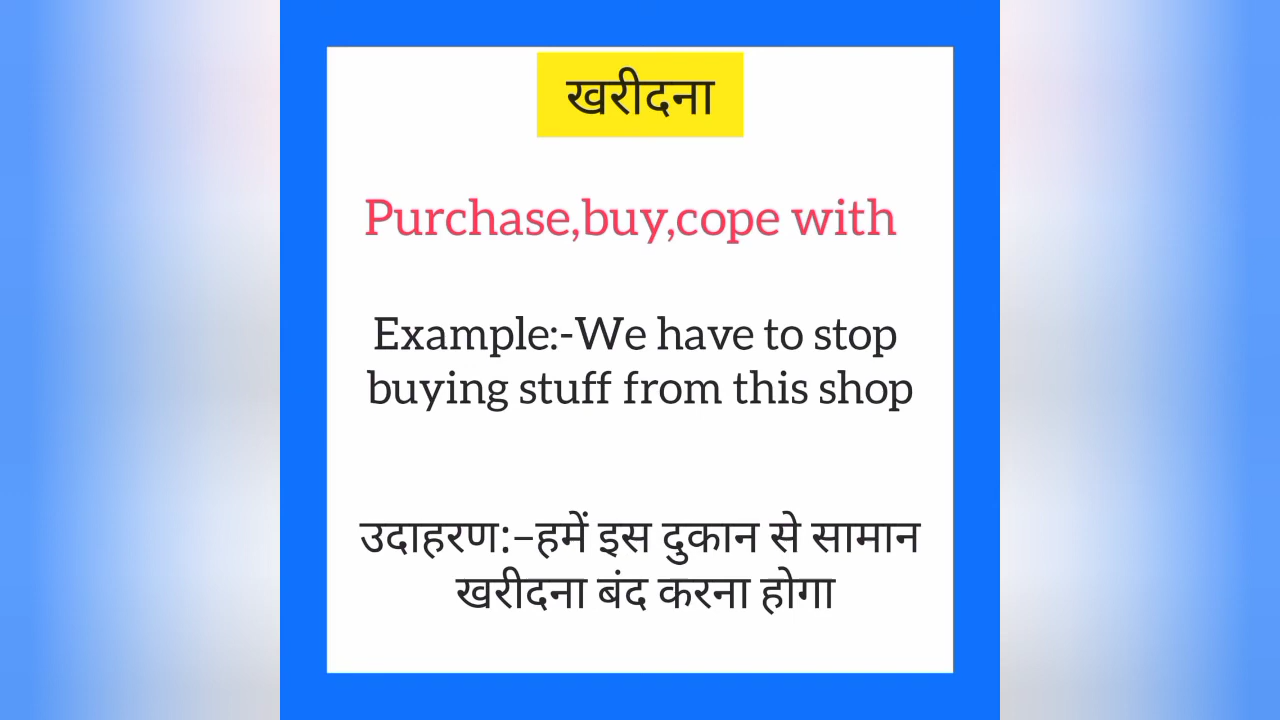 खरीदना
Purchase,buy,cope with
Example:-We have to stop
buying stuff from this shop
उदाहरण:–हमें इस दुकान से सामान
खरीदना बंद करना होगा